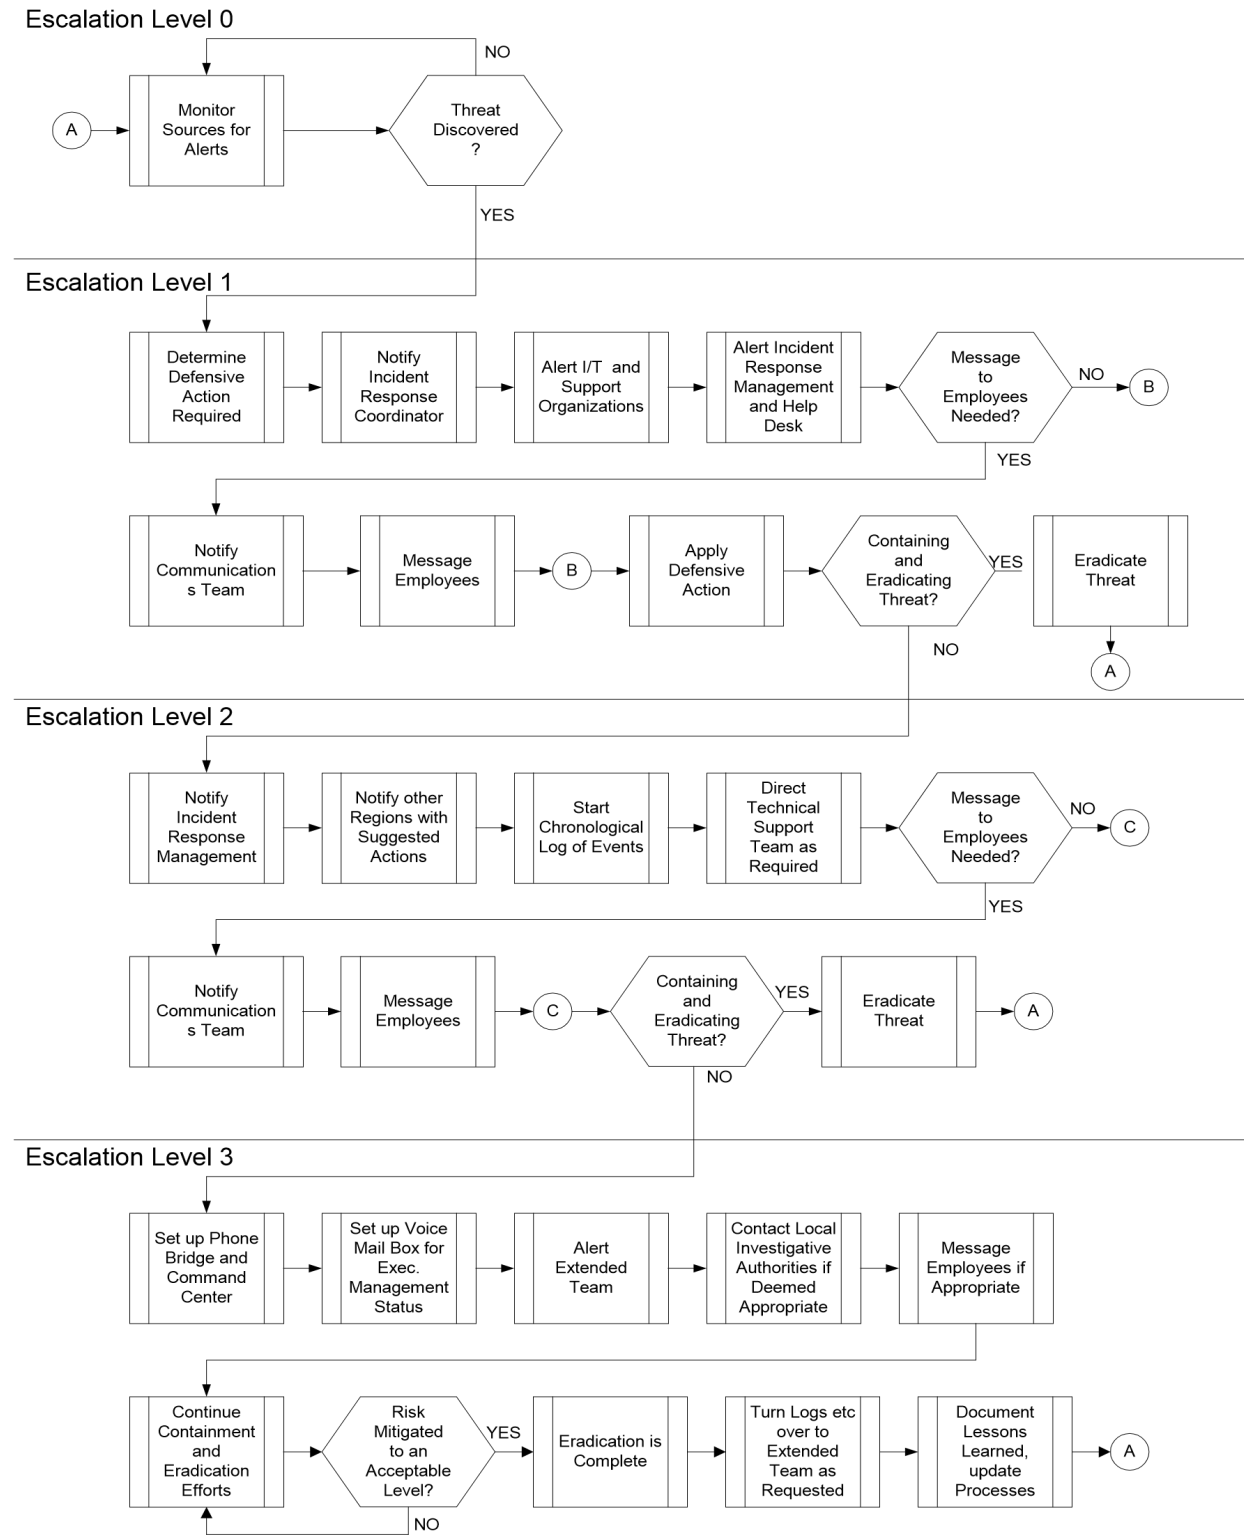 Escalation Level 0
NO
A
Monitor
Sources for
Alerts
Threat
Discovered
?
YES
Escalation Level 1
Determine
Defensive
Action
Required
Notify
Incident
Response
Coordinator
Alert I/T and
Support
Organizations
Alert Incident
Response
Management
and Help
Desk
Message
to
Employees
Needed?
NO
B
YES
Notify
Communication
s Team
Message
Employees
B
Apply
Defensive
Action
Containing
and
Eradicating
Threat?
YES
Eradicate
Threat
NO
A
Escalation Level 2
Notify
Incident
Response
Management
Notify other
Regions with
Suggested
Actions
Start
Chronological
Log of Events
Direct
Technical
Support
Team as
Required
Message
to
Employees
Needed?
NO
C
YES
Notify
Communication
s Team
Message
Employees
C
Containing
and
Eradicating
Threat?
YES
Eradicate
Threat
A
NO
Escalation Level 3
Set up Phone
Bridge and
Command
Center
Set up Voice
Mail Box for
Exec.
Management
Status
Alert
Extended
Team
Contact Local
Investigative
Authorities if
Deemed
Appropriate
Message
Employees if
Appropriate
Continue
Containment
and
Eradication
Efforts
Risk
Mitigated
to an
Acceptable
Level?
YES
Eradication is
Complete
Turn Logs etc
over to
Extended
Team as
Requested
Document
Lessons
Learned,
update
Processes
A
NO